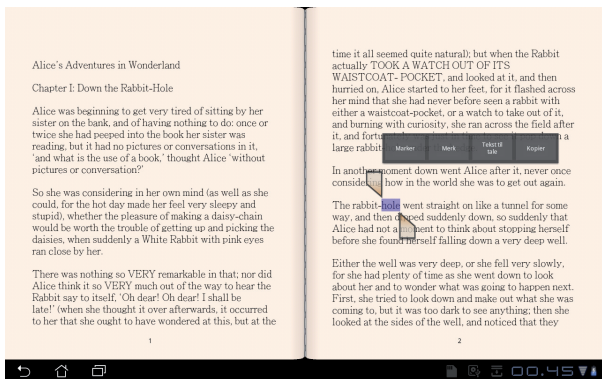 Alice's Adventures in Wonderland
Chapter I: Down the Rabbit-Hole
Alice was beginning to get very tired of sitting by her
sister on the bank, and of having nothing to do: once or
twice she had peeped into the book her sister was
reading, but it had no pictures or conversations in it,
'and what is the use of a book,' thought Alice 'without
pictures or conversation?'
So she was considering in her own mind (as well as she
could, for the hot day made her feel very sleepy and
stupid), whether the pleasure of making a daisy-chain
would be worth the trouble of getting up and picking the
daisies, when suddenly a White Rabbit with pink eyes
ran close by her.
There was nothing so VERY remarkable in that; nor did
Alice think it so VERY much out of the way to hear the
Rabbit say to itself, 'Oh dear! Oh dear! I shall be
late!' (when she thought it over afterwards, it occurred
to her that she ought to have wondered at this, but at the
1
time it all seemed quite natural); but when the Rabbit
actually TOOK A WATCH OUT OF ITS
WAISTCOAT- POCKET, and looked at it, and then
hurried on, Alice started to her feet, for it flashed across
her mind that she had never before seen a rabbit with
either a waistcoat-pocket, or a watch to take out of it,
and burning with curiosity, she ran across the field after
it, and
large rabbit
Marker
Merk
Tekst til
tale
Kopier
In another moment down went Alice after it, never once
considering how in the world she was to get out again.
The rabbit-hole went straight on like a tunnel for some
way, and then dipped suddenly down, so suddenly that
Alice had not a moment to think about stopping herself
before she found herself falling down a very deep well.
Either the well was very deep, or she fell very slowly,
for she had plenty of time as she went down to look
about her and to wonder what was going to happen next.
First, she tried to look down and make out what she was
coming to, but it was too dark to see anything; then she
looked at the sides of the well, and noticed that they
2
00.45